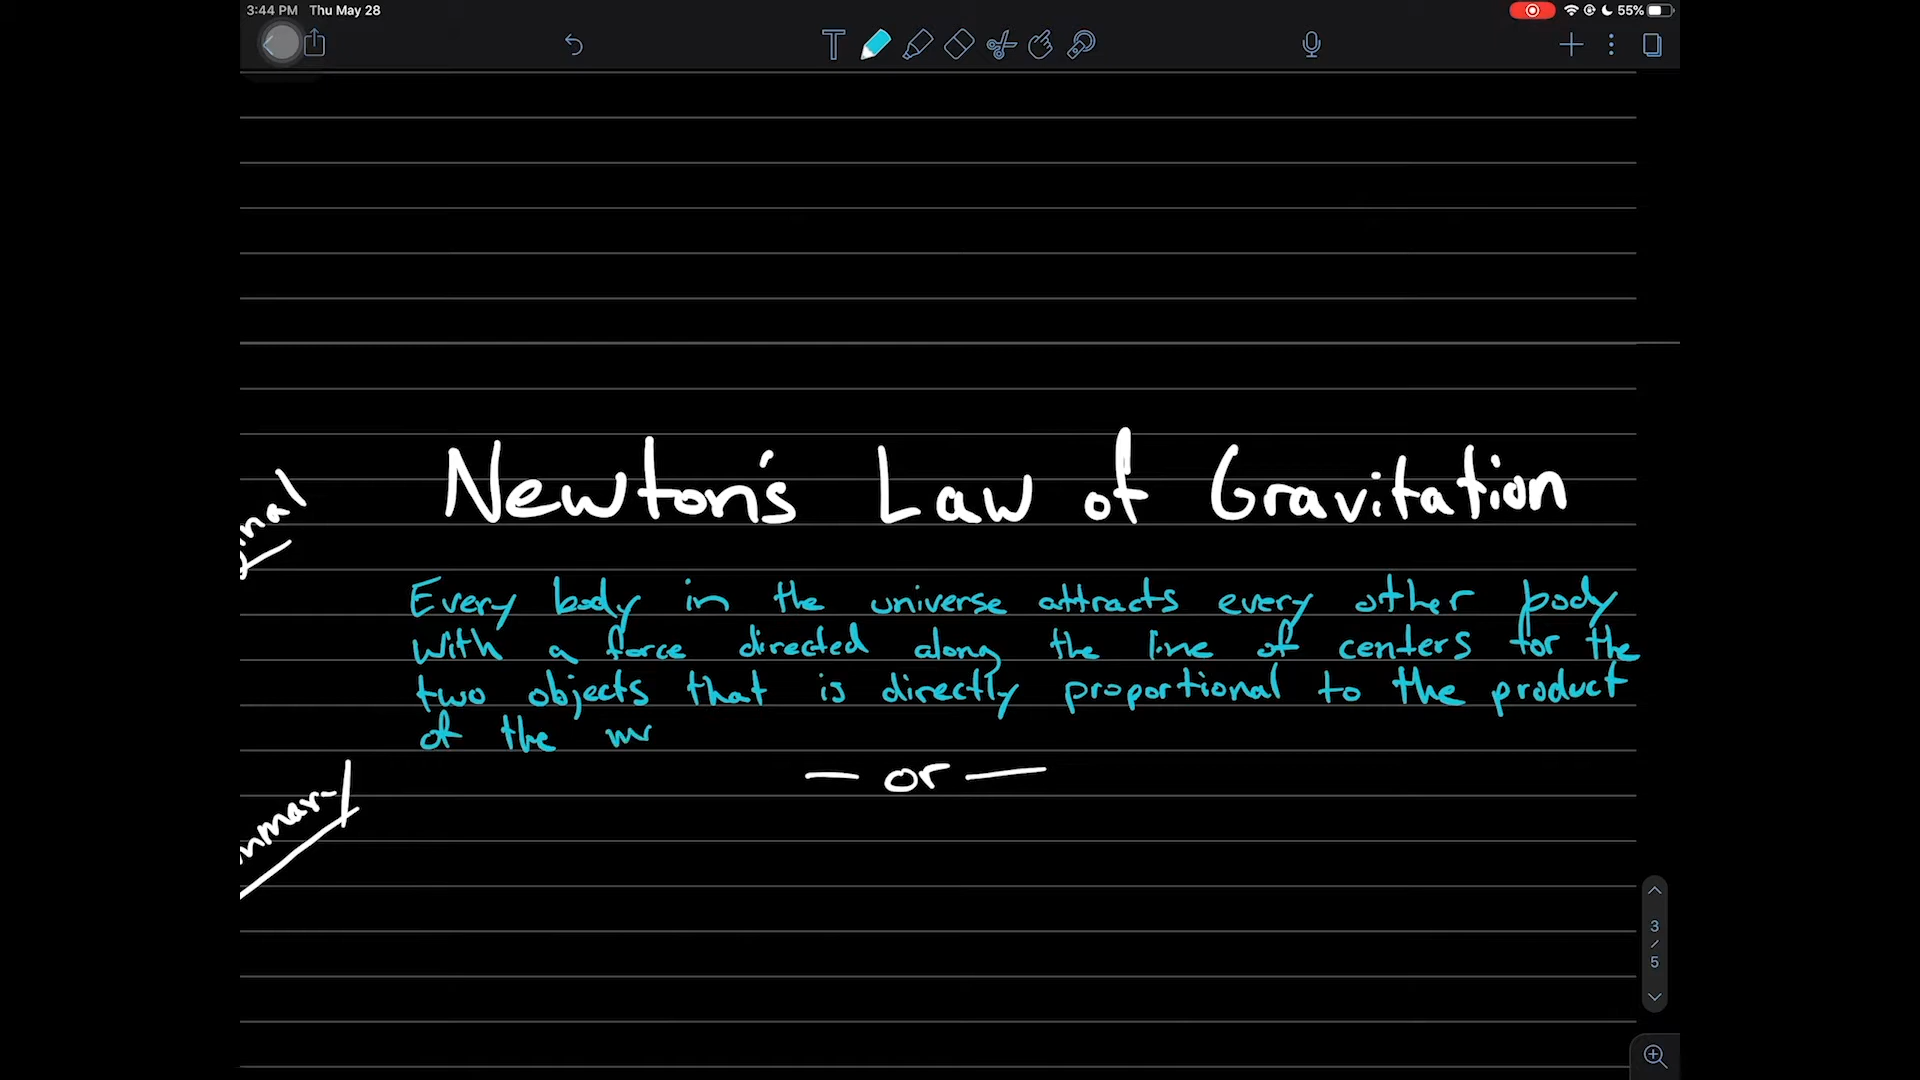 3:44 PM Thu May 28
55%
Newton's Law of Gravitation
nal
Every body in the universe attracts every other body
with a force directed along the line of centers for the
two objects that is directly proportional to the product
of the
— or —
mmary
3
/
5